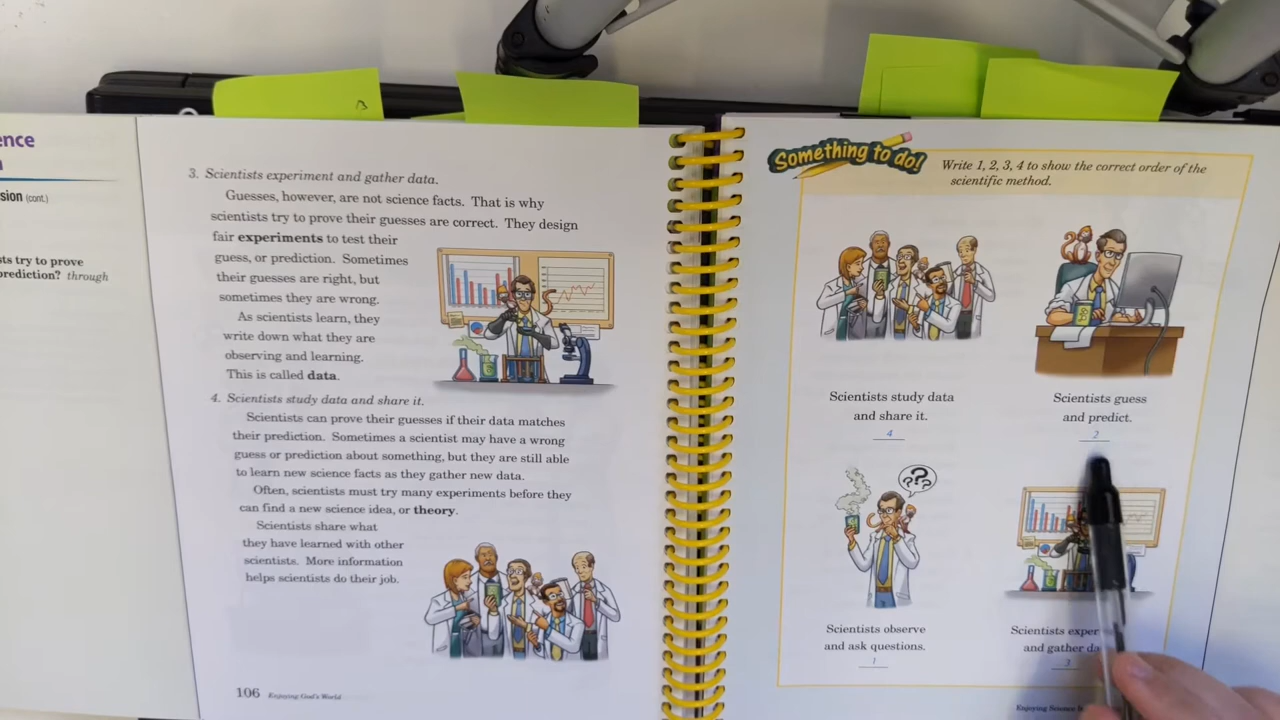 ence
sion (cont.)
sts try to prove
prediction? through
3. Scientists experiment and gather data.
Guesses, however, are not science facts. That is why
scientists try to prove their guesses are correct. They design
fair experiments to test their
guess, or prediction. Sometimes
their guesses are right, but
sometimes they are wrong.
As scientists learn, they
write down what they are
observing and learning.
This is called data.
4. Scientists study data and share it.
Scientists can prove their guesses if their data matches
their prediction. Sometimes a scientist may have a wrong
guess or prediction about something, but they are still able
to learn new science facts as they gather new data.
Often, scientists must try many experiments before they
can find a new science idea, or theory.
Scientists share what
they have learned with other
scientists. More information
helps scientists do their job.
106 Enjoying God's World
Something to do!
Write 1, 2, 3, 4 to show the correct order of the
scientific method.
Scientists study data
and share it.
4
Scientists guess
and predict.
2
???
Scientists observe
and ask questions.
1
Scientists exper
and gather da
3
Enjoying Science